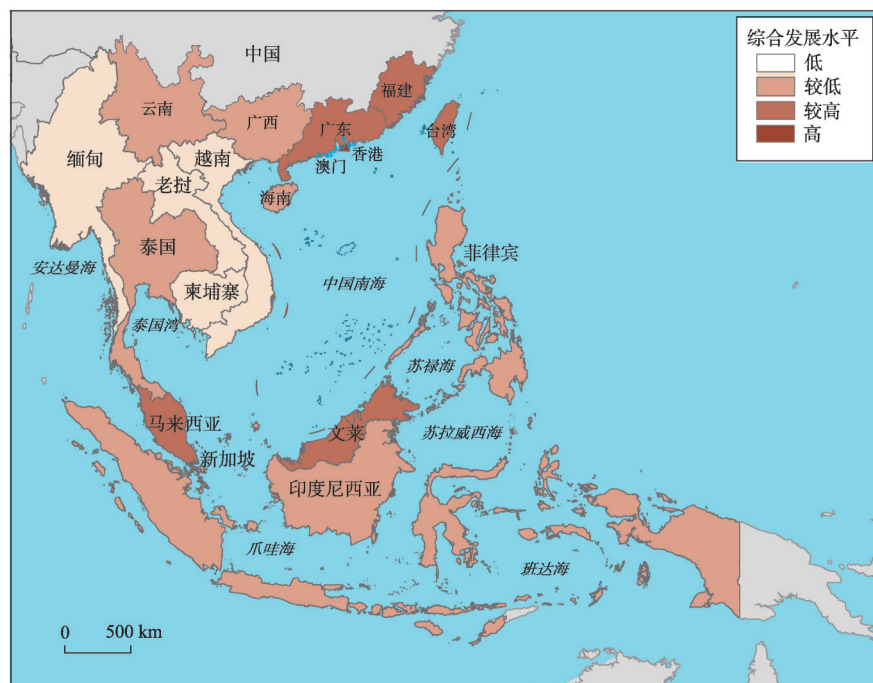 中国
综合发展水平
低
较低
较高
高
福建
云南
广西
广东
台湾
香港
澳门
缅甸
越南
老挝
海南
泰国
菲律宾
安达曼海
柬埔寨
中国南海
泰国湾
苏禄海
马来西亚
文莱
苏拉威西海
新加坡
印度尼西亚
爪哇海
班达海
0 500 km